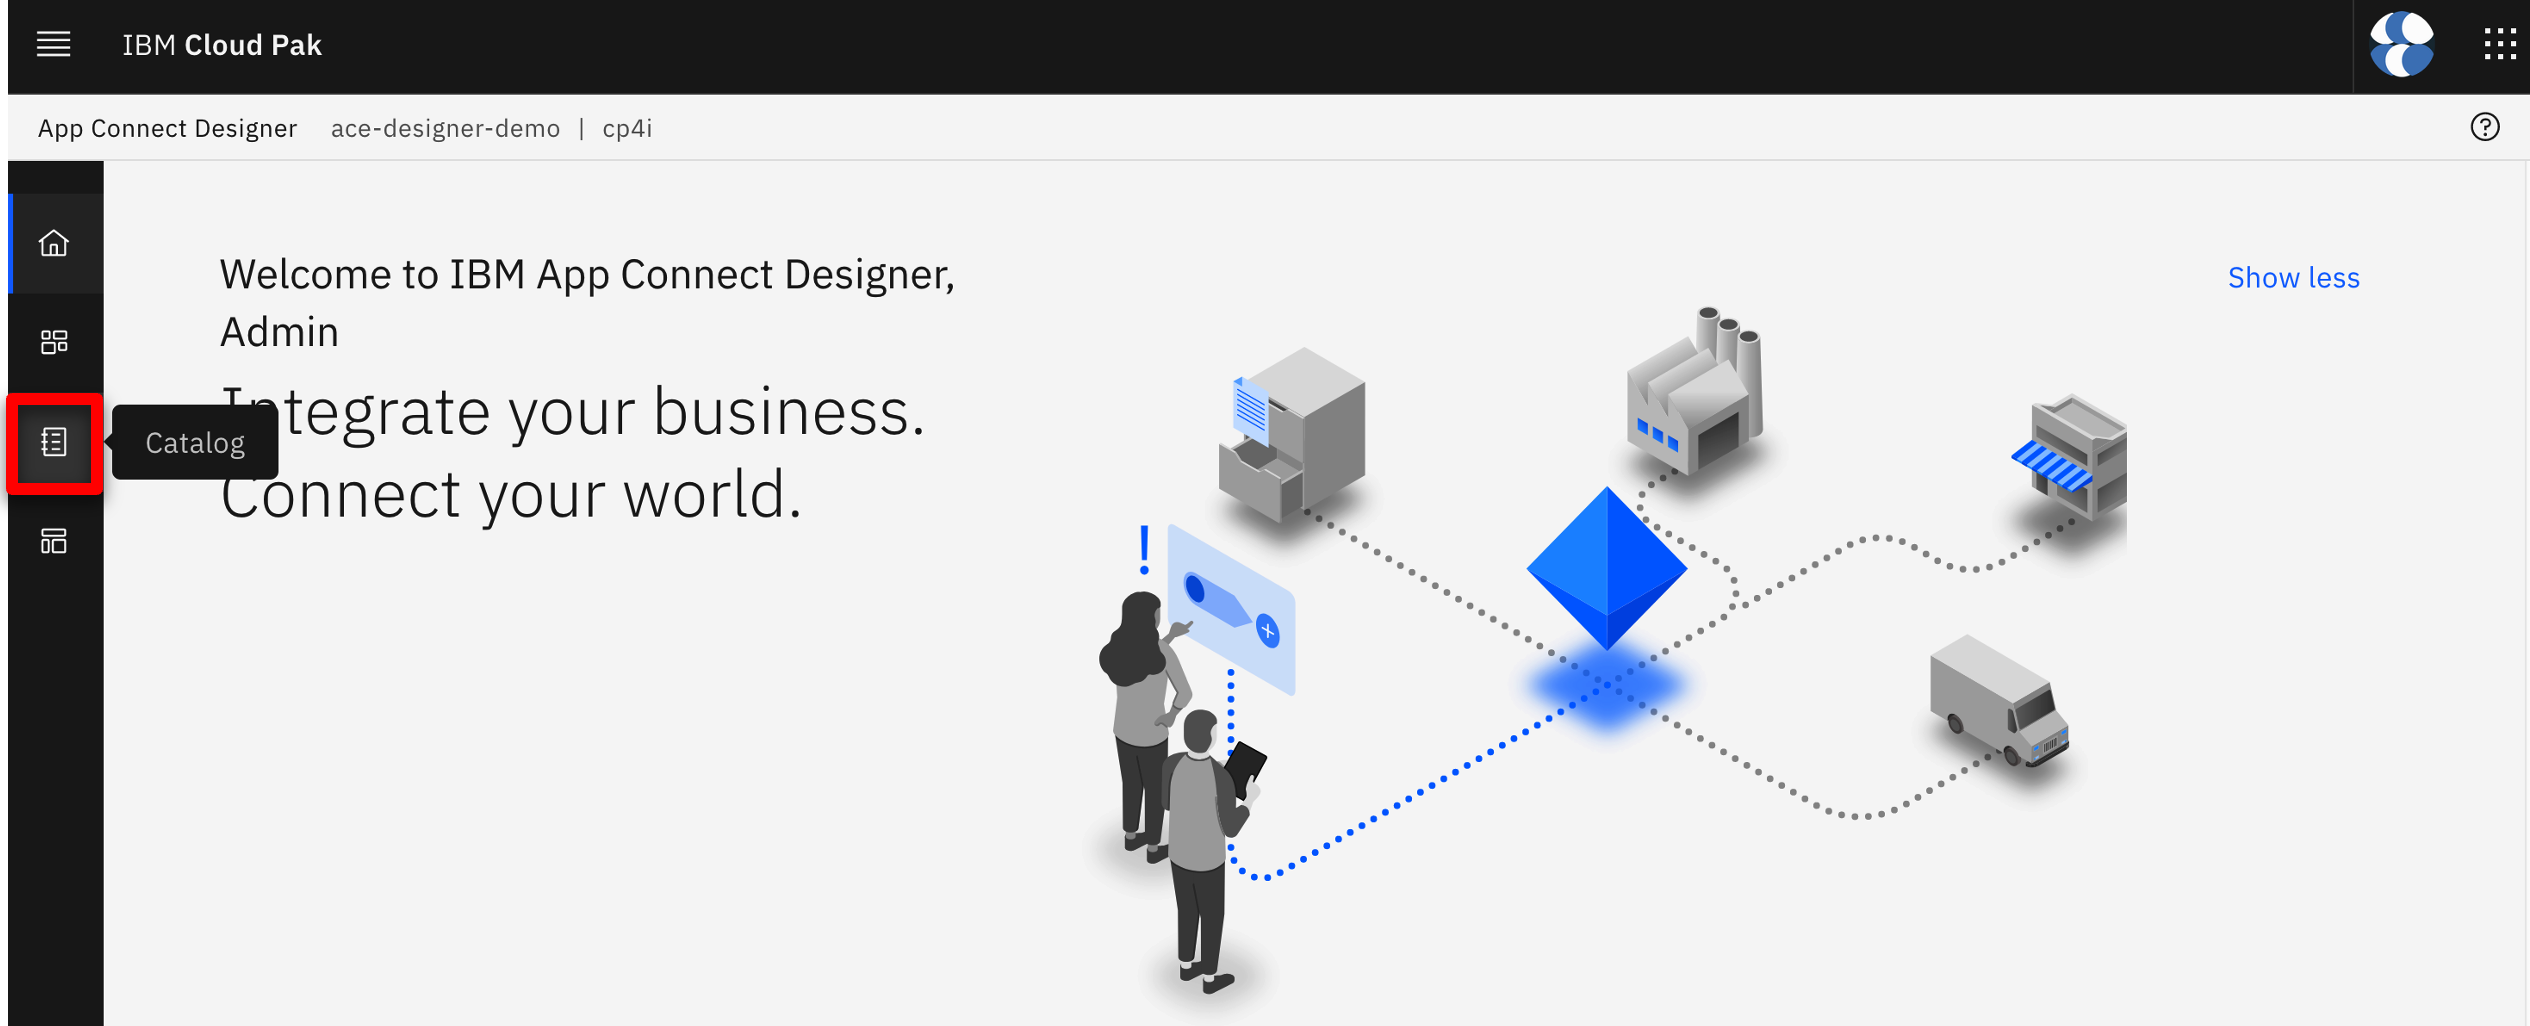 IBM Cloud Pak
App Connect Designer ace-designer-demo | cp4i
Welcome to IBM App Connect Designer,
Admin
Show less
Integrate your business.
Catalog
Connect your world.